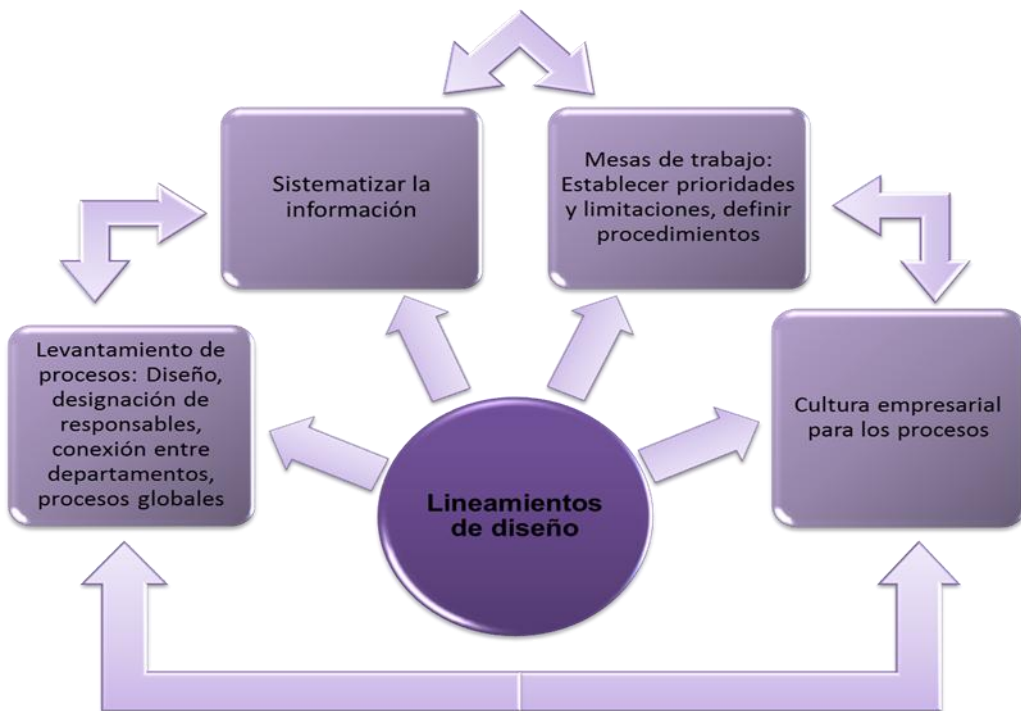 Sistematizar la
información
Mesas de trabajo:
Establecer prioridades
y limitaciones, definir
procedimientos
Levantamiento de
procesos: Diseño,
designación de
responsables,
conexión entre
departamentos,
procesos globales
Cultura empresarial
para los procesos
Lineamientos
de diseño